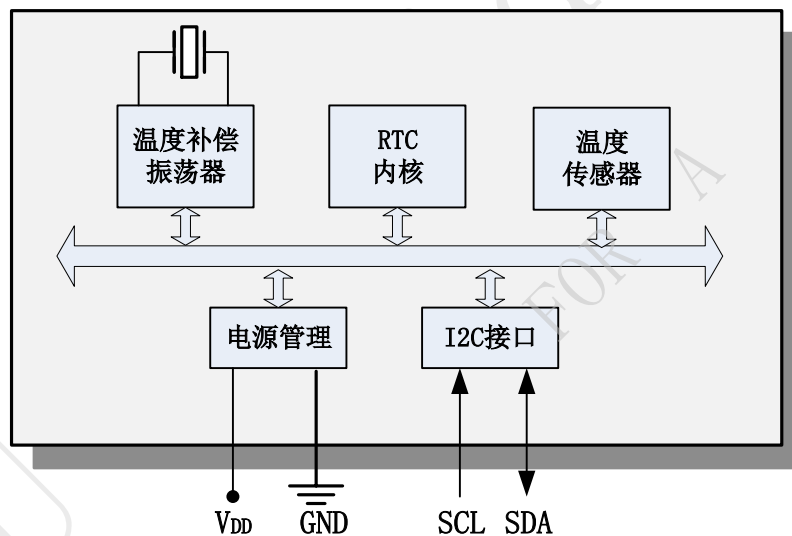 温度补偿
振荡器
RTC
内核
温度
传感器
电源管理
I2C接口
VDD
GND
SCL
SDA
FOR A